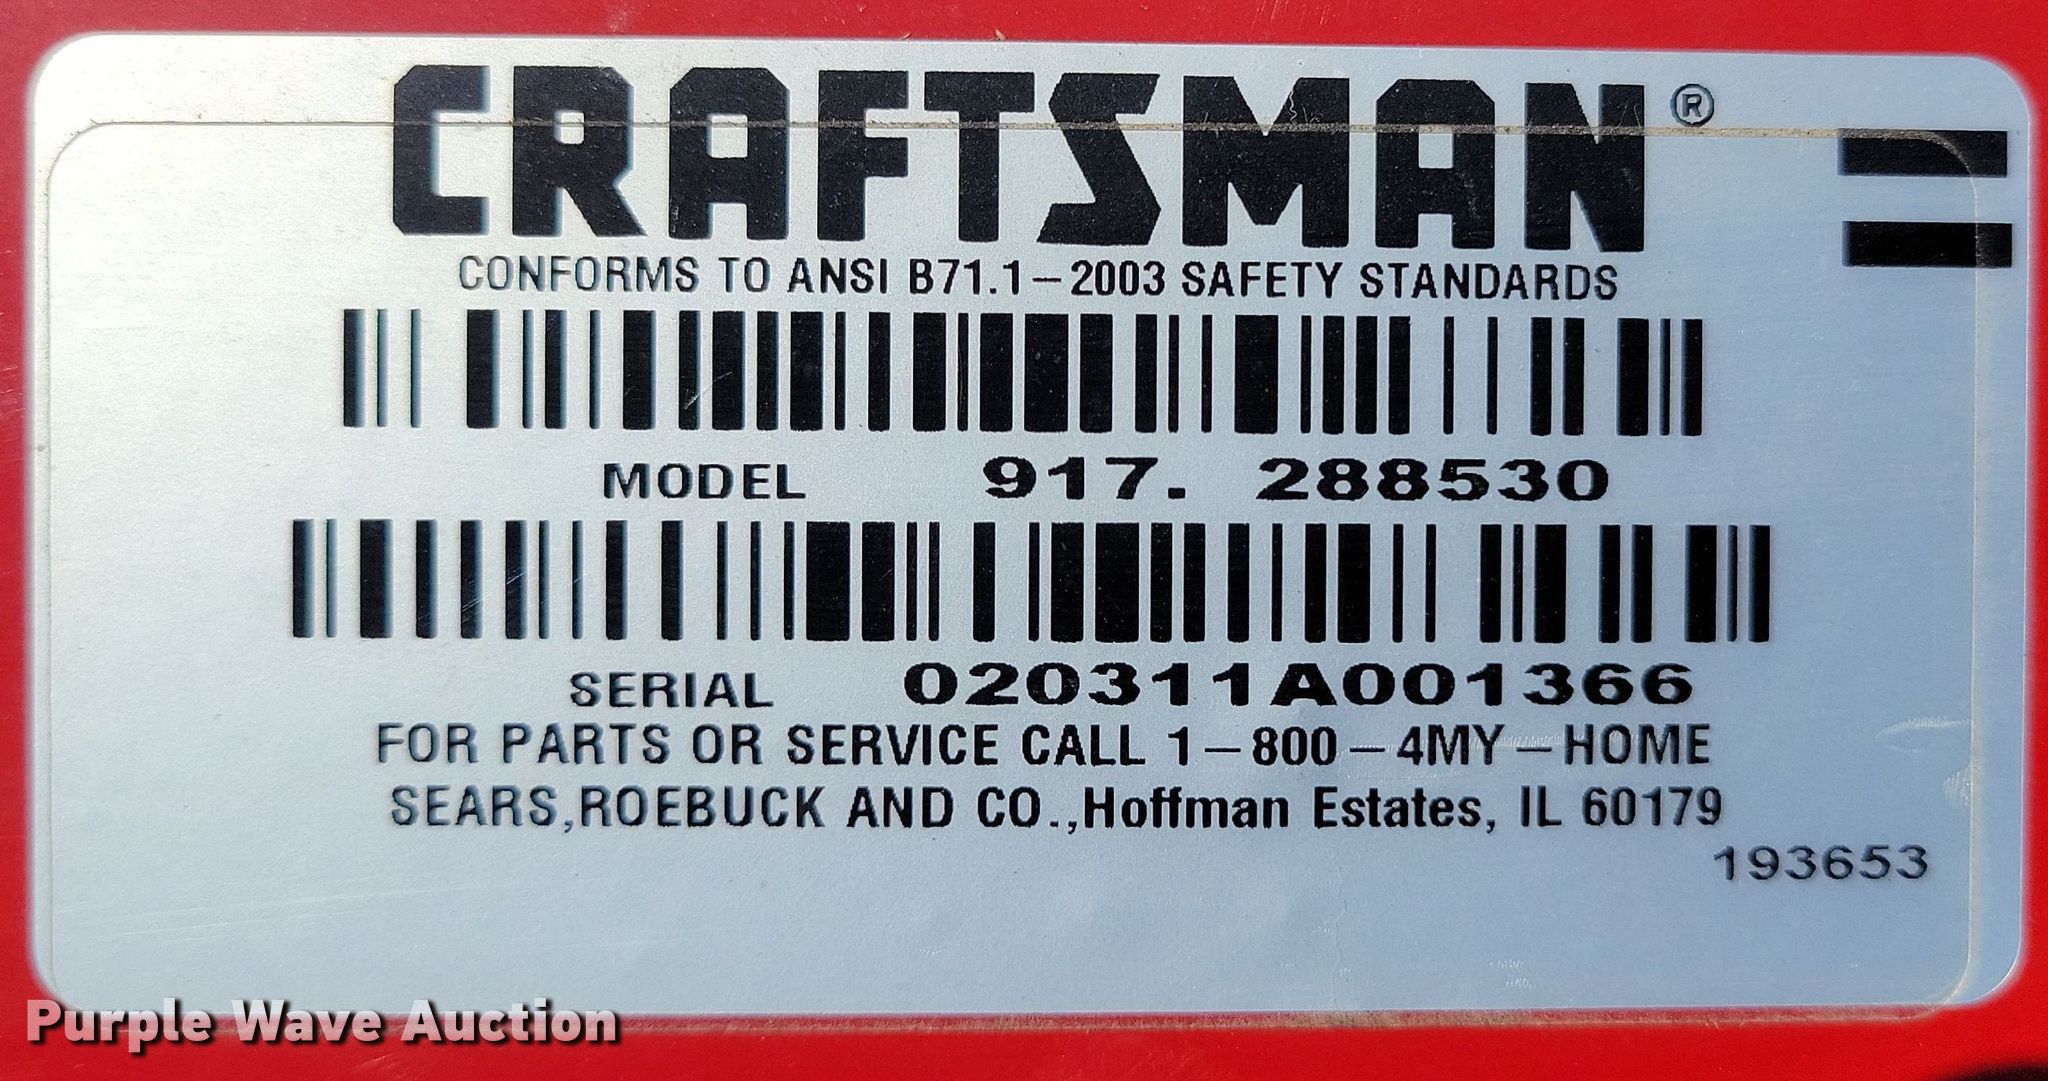 CRAFTSMAN®
CONFORMS TO ANSI B71.1-2003 SAFETY STANDARDS
MODEL 917. 288530
SERIAL 020311A001366
FOR PARTS OR SERVICE CALL 1-800-4MY-HOME
SEARS,ROEBUCK AND CO.,Hoffman Estates, IL 60179
193653
Purple Wave Auction